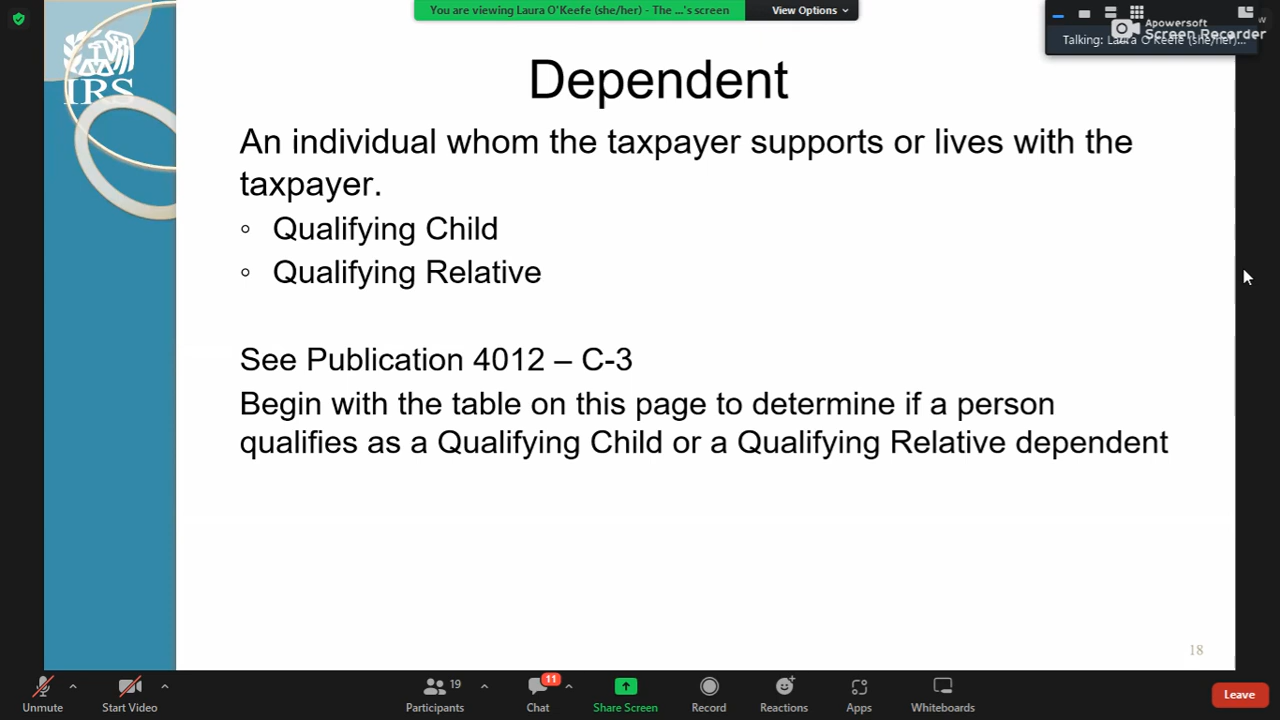 You are viewing Laura O'Keefe (she/her) - The ...'s screen
View Options
Apowersoft
Screen Recorder
Talking: Laura O'Keefe (she/her)...
IRS
Dependent
An individual whom the taxpayer supports or lives with the
taxpayer.
◦ Qualifying Child
◦ Qualifying Relative
See Publication 4012 – C-3
Begin with the table on this page to determine if a person
qualifies as a Qualifying Child or a Qualifying Relative dependent
18
Unmute
Start Video
Participants 19
Chat 11
Share Screen
Record
Reactions
Apps
Whiteboards
Leave